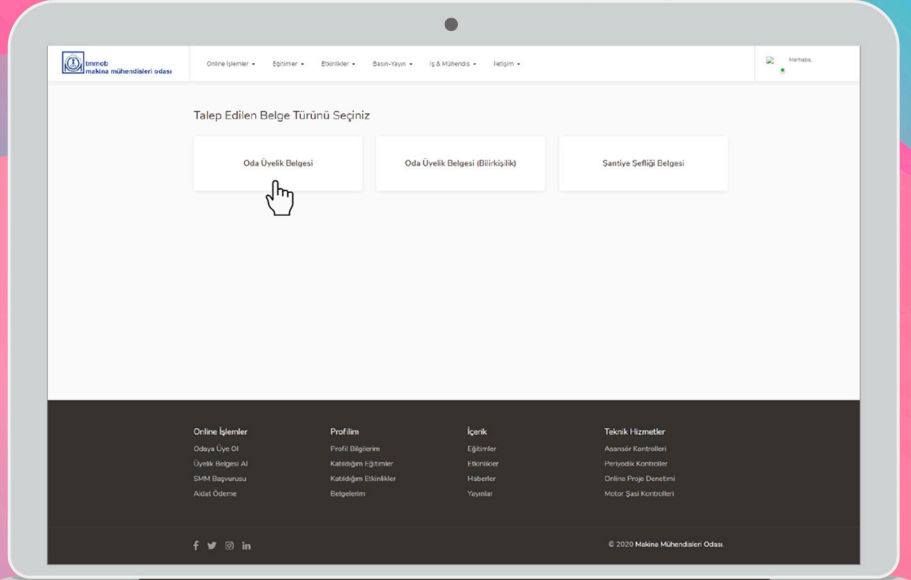 tmmob
makina mühendisleri odası
Online İşlemler
Eğitimler
Etkinlikler
Basın-Yayın
İş & Mühendis
İletişim
Merhaba,
Talep Edilen Belge Türünü Seçiniz
Oda Üyelik Belgesi
Oda Üyelik Belgesi (Bilirkişilik)
Şantiye Şefliği Belgesi
Online İşlemler
Odaya Üye Ol
Üyelik Belgesi Al
SMM Başvurusu
Aidat Ödeme
Profilim
Profil Bilgilerim
Katıldığım Eğitimler
Katıldığım Etkinlikler
Belgelerim
İçerik
Eğitimler
Etkinlikler
Haberler
Yayınlar
Teknik Hizmetler
Asansör Kontrolleri
Periyodik Kontroller
Online Proje Denetimi
Motor Şasi Kontrolleri
© 2020 Makina Mühendisleri Odası.